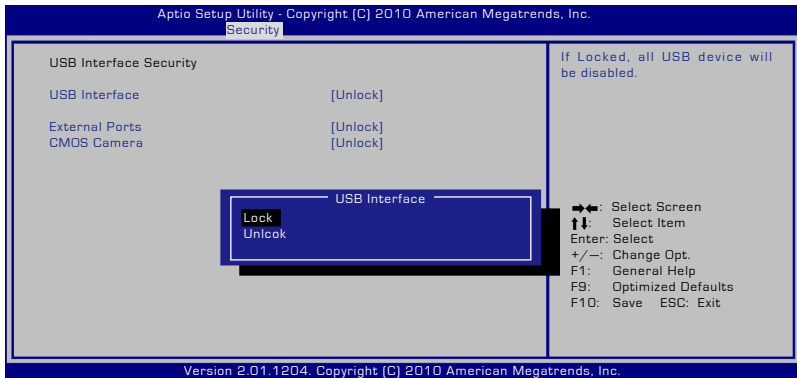 Aptio Setup Utility - Copyright (C) 2010 American Megatrends, Inc.
Security
USB Interface Security
USB Interface [Unlock]
External Ports [Unlock]
CMOS Camera [Unlock]
If Locked, all USB device will
be disabled.
USB Interface
Lock
Unlcok
→←: Select Screen
↑↓: Select Item
Enter: Select
+/—: Change Opt.
F1: General Help
F9: Optimized Defaults
F10: Save ESC: Exit
Version 2.01.1204. Copyright (C) 2010 American Megatrends, Inc.